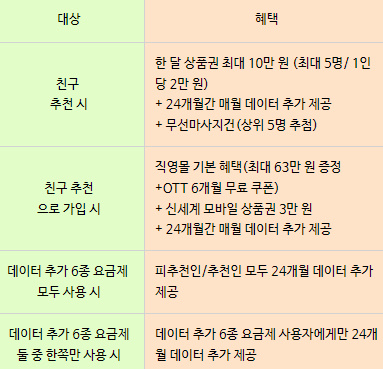 대상
혜택
친구
추천 시
한 달 상품권 최대 10만 원 (최대 5명/ 1인
당 2만 원)
+ 24개월간 매월 데이터 추가 제공
+ 무선마사지건 (상위 5명 추첨)
친구 추천
으로 가입 시
직영몰 기본 혜택(최대 63만 원 증정
+OTT 6개월 무료 쿠폰)
+ 신세계 모바일 상품권 3만 원
+ 24개월간 매월 데이터 추가 제공
데이터 추가 6종 요금제
모두 사용 시
피추천인/추천인 모두 24개월 데이터 추가
제공
데이터 추가 6종 요금제
둘 중 한쪽만 사용 시
데이터 추가 6종 요금제 사용자에게만 24개
월 데이터 추가 제공